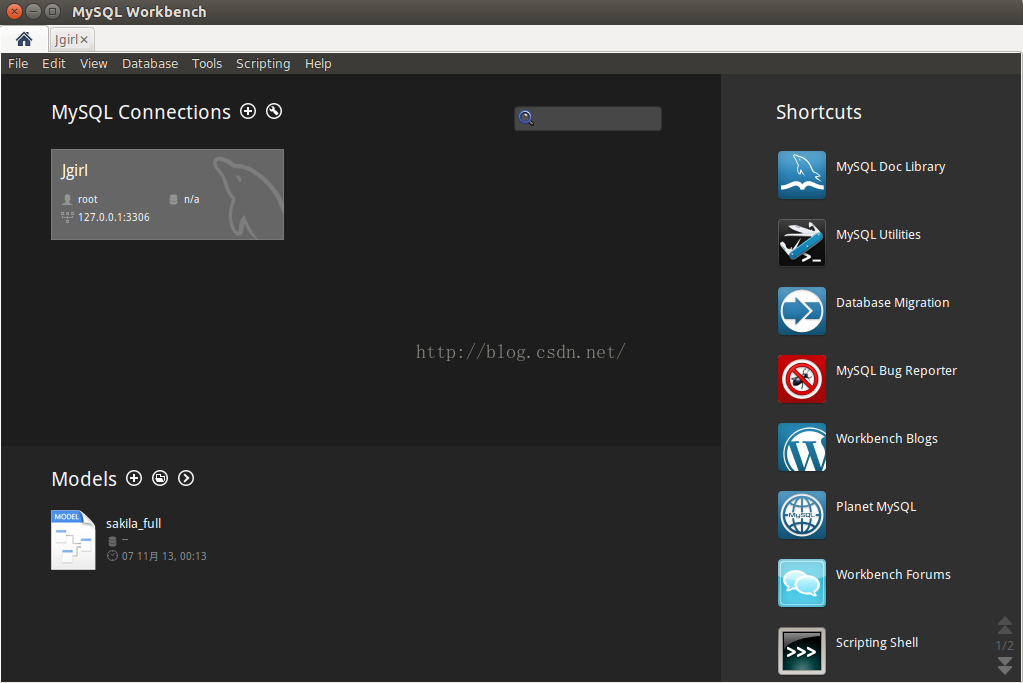 MySQL Workbench
Jgirl
File Edit View Database Tools Scripting Help
MySQL Connections
Jgirl
root n/a
127.0.0.1:3306
http://blog.csdn.net/
Models
MODEL
sakila_full
--
07 11月 13, 00:13
Shortcuts
MySQL Doc Library
MySQL Utilities
>_
Database Migration
MySQL Bug Reporter
Workbench Blogs
MySQL
Planet MySQL
Workbench Forums
>>>
Scripting Shell
1/2